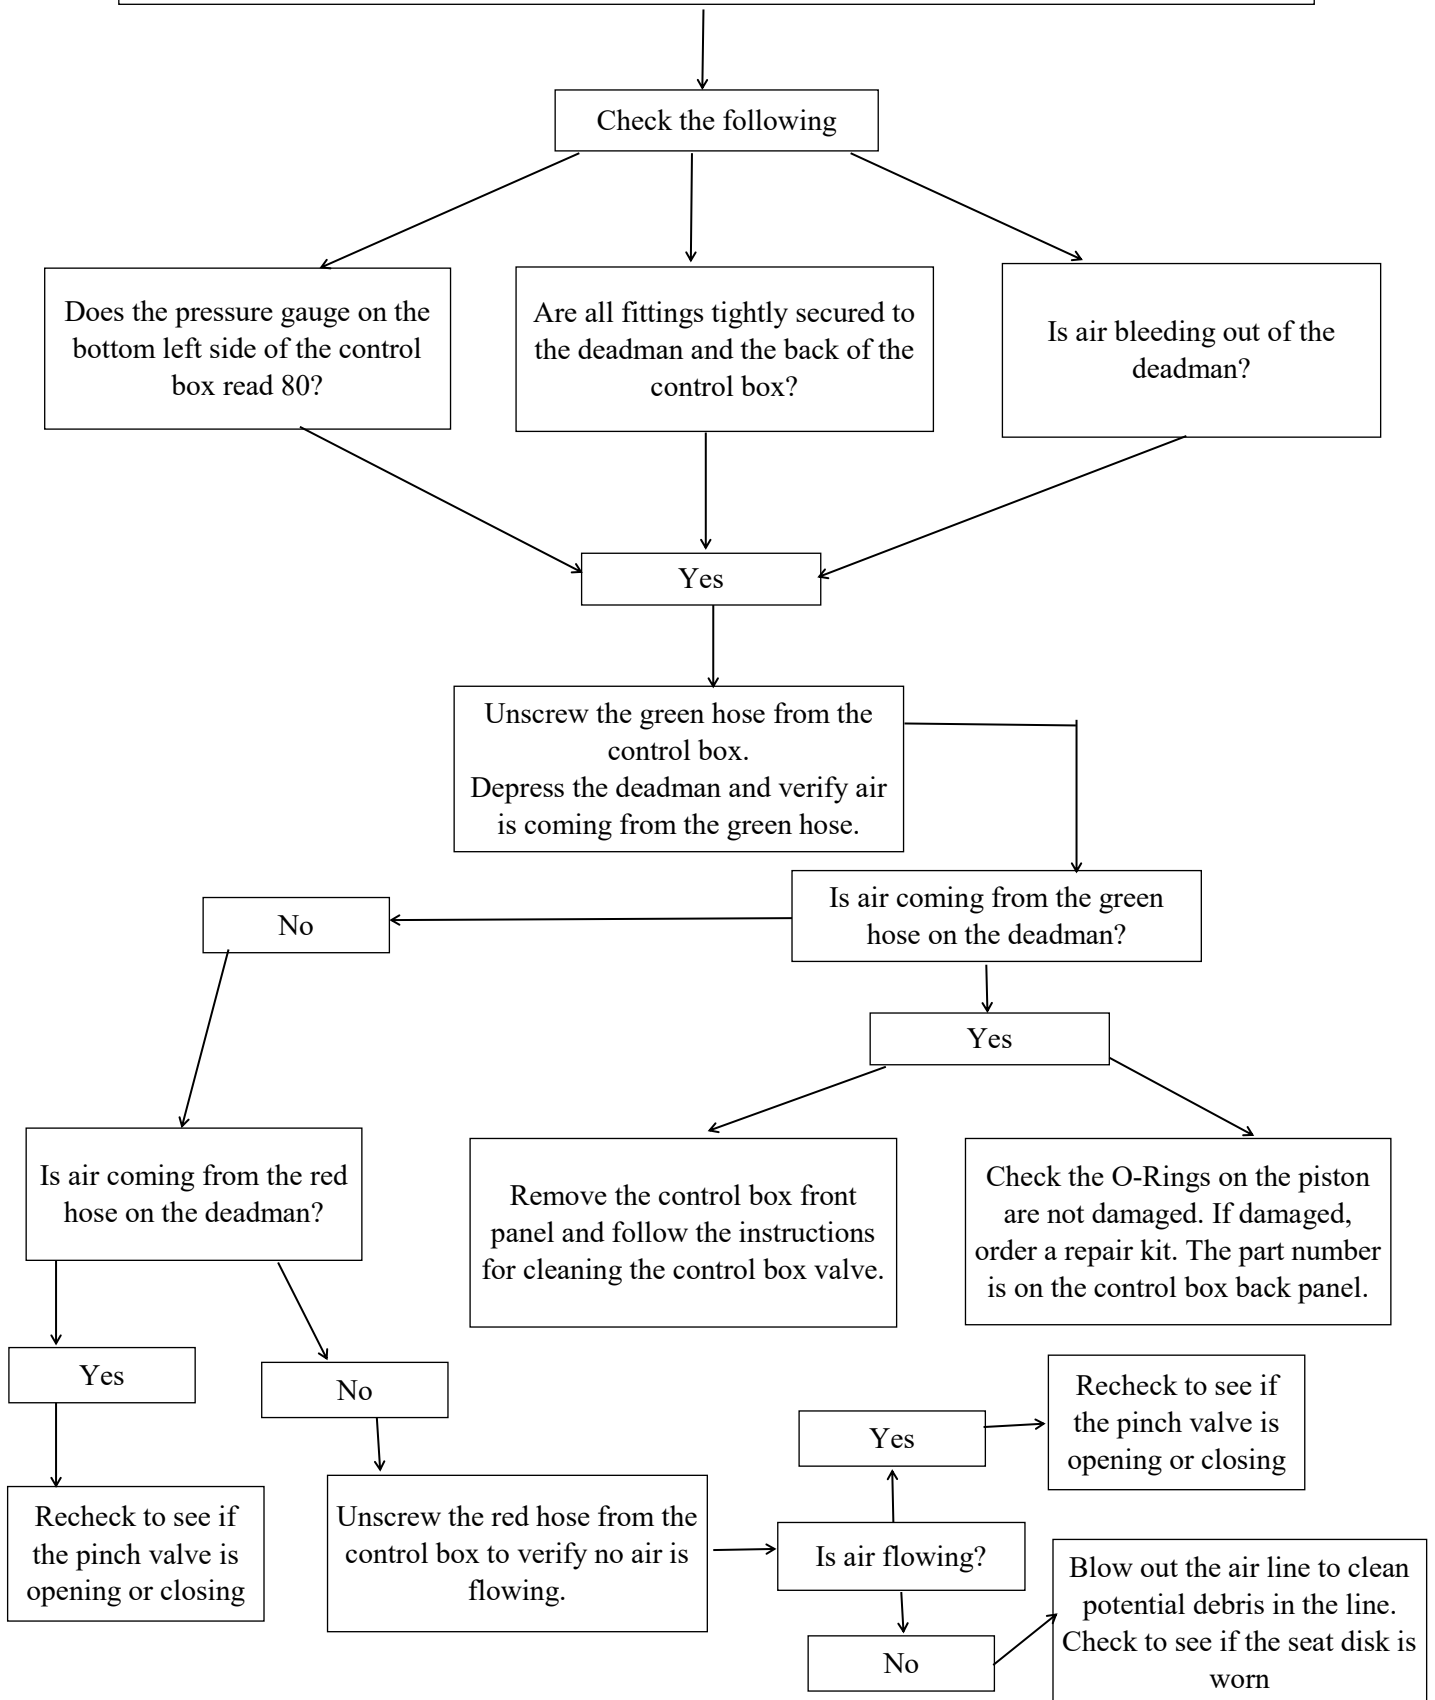 Check the following
Does the pressure gauge on the
bottom left side of the control
box read 80?
Are all fittings tightly secured to
the deadman and the back of the
control box?
Is air bleeding out of the
deadman?
Yes
Unscrew the green hose from the
control box.
Depress the deadman and verify air
is coming from the green hose.
Is air coming from the green
hose on the deadman?
No
Yes
Is air coming from the red
hose on the deadman?
Remove the control box front
panel and follow the instructions
for cleaning the control box valve.
Check the O-Rings on the piston
are not damaged. If damaged,
order a repair kit. The part number
is on the control box back panel.
Yes
No
Recheck to see if
the pinch valve is
opening or closing
Unscrew the red hose from the
control box to verify no air is
flowing.
Is air flowing?
Yes
Recheck to see if
the pinch valve is
opening or closing
No
Blow out the air line to clean
potential debris in the line.
Check to see if the seat disk is
worn